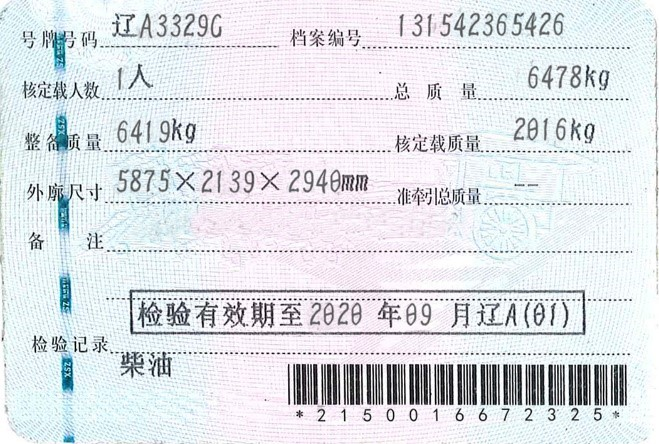 号牌号码 辽A3329G 档案编号 131542365426
核定载人数 1人 总质量 6478kg
整备质量 6419kg 核定载质量 2016kg
外廓尺寸 5875×2139×2940mm 准牵引总质量 --
备注
检验有效期至2020 年09 月辽A(01)
检验记录
柴油
*2150016672325*